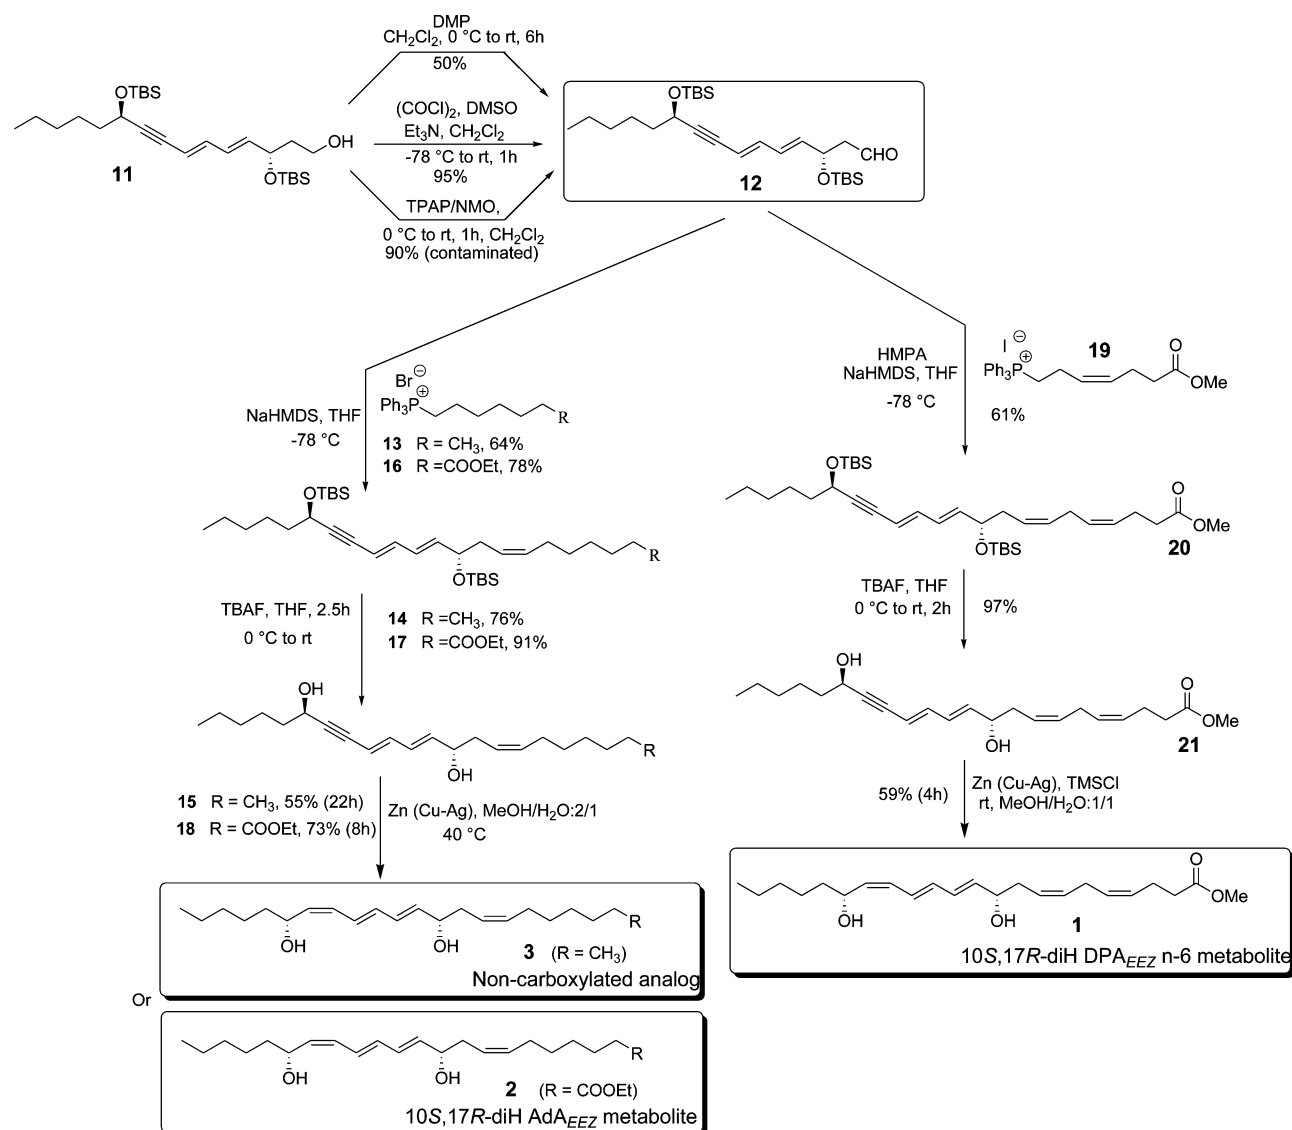 DMP
CH2Cl2, 0 °C to rt, 6h
50%
OTBS
OH
OTBS
11
(COCl)2, DMSO
Et3N, CH2Cl2
-78 °C to rt, 1h
95%
TPAP/NMO,
0 °C to rt, 1h, CH2Cl2
90% (contaminated)
OTBS
CHO
OTBS
12
NaHMDS, THF
-78 °C
Br⊖
Ph3P⊕
R
13 R = CH3, 64%
16 R =COOEt, 78%
HMPA
NaHMDS, THF
-78 °C
I⊖
Ph3P⊕
19
O
OMe
61%
OTBS
OTBS
R
OTBS
OTBS
O
OMe
20
TBAF, THF, 2.5h
0 °C to rt
14 R =CH3, 76%
17 R =COOEt, 91%
TBAF, THF
0 °C to rt, 2h
97%
OH
OH
R
OH
OH
O
OMe
21
15 R = CH3, 55% (22h)
18 R = COOEt, 73% (8h)
Zn (Cu-Ag), MeOH/H2O:2/1
40 °C
59% (4h)
Zn (Cu-Ag), TMSCl
rt, MeOH/H2O:1/1
OH
OH
R
3 (R = CH3)
Non-carboxylated analog
OH
OH
O
OMe
1
10S,17R-diH DPAEEZ n-6 metabolite
Or
OH
OH
R
2 (R = COOEt)
10S,17R-diH AdAEEZ metabolite